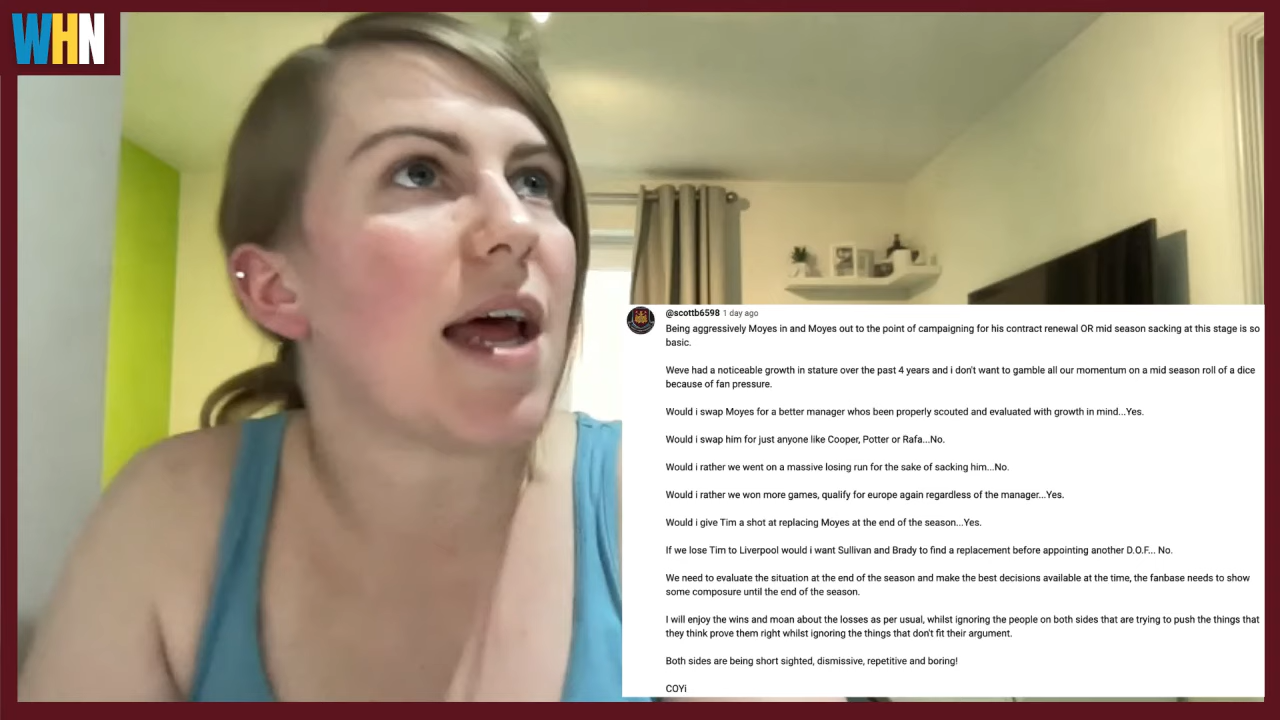 WHN
@scottb6598 1 day ago
Being aggressively Moyes in and Moyes out to the point of campaigning for his contract renewal OR mid season sacking at this stage is so
basic.
Weve had a noticeable growth in stature over the past 4 years and i don't want to gamble all our momentum on a mid season roll of a dice
because of fan pressure.
Would i swap Moyes for a better manager whos been properly scouted and evaluated with growth in mind...Yes.
Would i swap him for just anyone like Cooper, Potter or Rafa...No.
Would i rather we went on a massive losing run for the sake of sacking him...No.
Would i rather we won more games, qualify for europe again regardless of the manager...Yes.
Would i give Tim a shot at replacing Moyes at the end of the season...Yes.
If we lose Tim to Liverpool would i want Sullivan and Brady to find a replacement before appointing another D.O.F... No.
We need to evaluate the situation at the end of the season and make the best decisions available at the time, the fanbase needs to show
some composure until the end of the season.
I will enjoy the wins and moan about the losses as per usual, whilst ignoring the people on both sides that are trying to push the things that
they think prove them right whilst ignoring the things that don't fit their argument.
Both sides are being short sighted, dismissive, repetitive and boring!
COYi